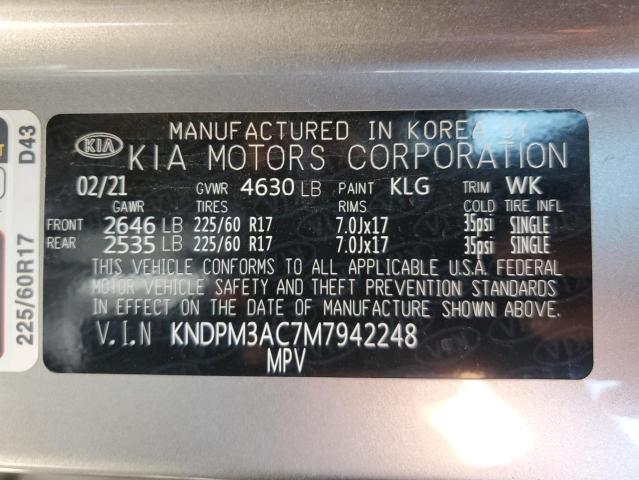 MANUFACTURED IN KOREA BY
KIA KIA MOTORS CORPORATION
02/21 GVWR 4630 LB PAINT KLG TRIM WK
GAWR TIRES RIMS COLD TIRE INFL
FRONT 2646 LB 225/60 R17 7.0Jx17 35psi SINGLE
REAR 2535 LB 225/60 R17 7.0Jx17 35psi SINGLE
THIS VEHICLE CONFORMS TO ALL APPLICABLE U.S.A. FEDERAL
MOTOR VEHICLE SAFETY AND THEFT PREVENTION STANDARDS
IN EFFECT ON THE DATE OF MANUFACTURE SHOWN ABOVE.
V.I.N KNDPM3AC7M7942248
MPV
225/60R17 D43